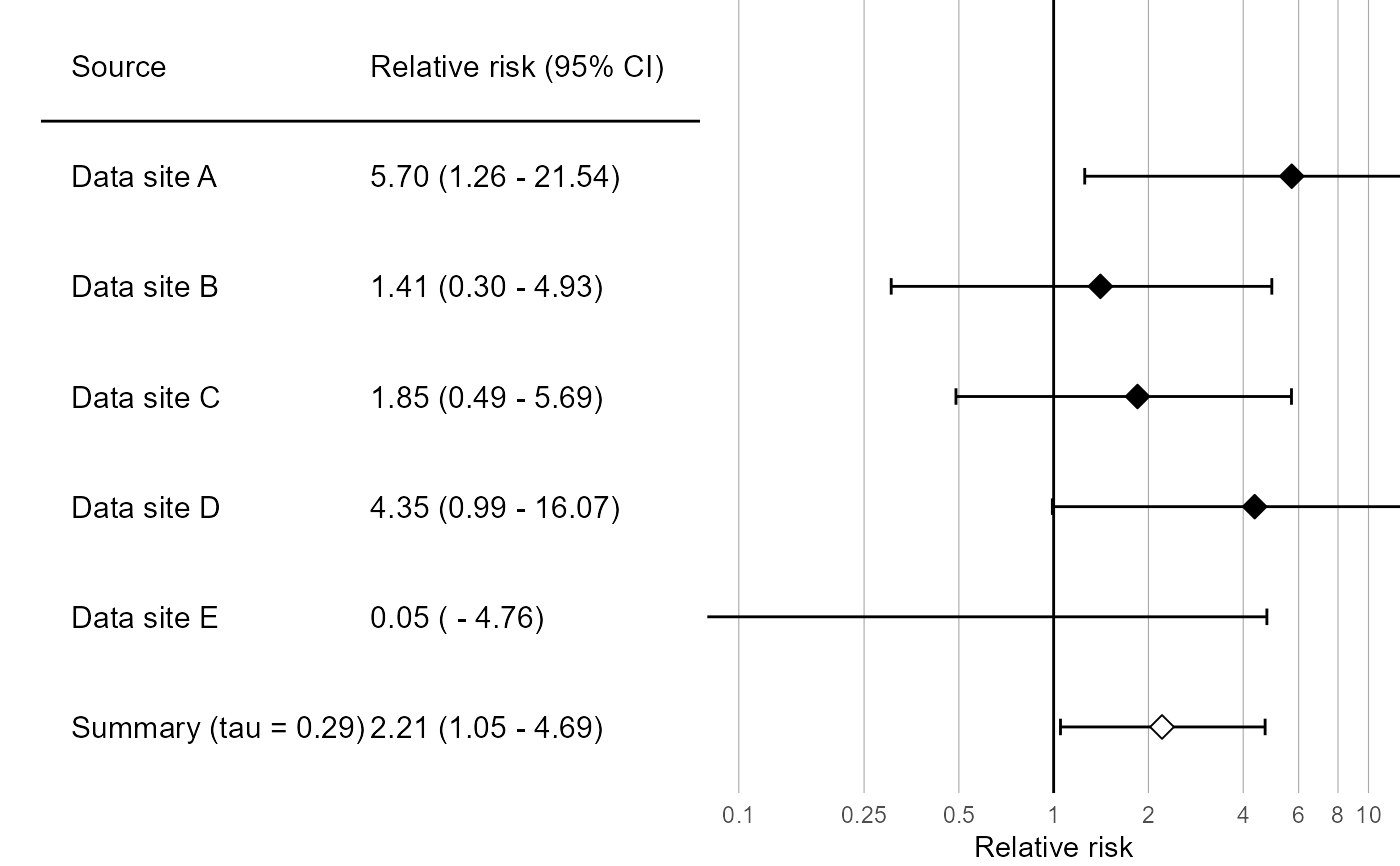 Source Relative risk (95% CI)
Data site A 5.70 (1.26 - 21.54)
Data site B 1.41 (0.30 - 4.93)
Data site C 1.85 (0.49 - 5.69)
Data site D 4.35 (0.99 - 16.07)
Data site E 0.05 ( - 4.76)
Summary (tau = 0.29) 2.21 (1.05 - 4.69)
0.1 0.25 0.5 1 2 4 6 8 10
Relative risk